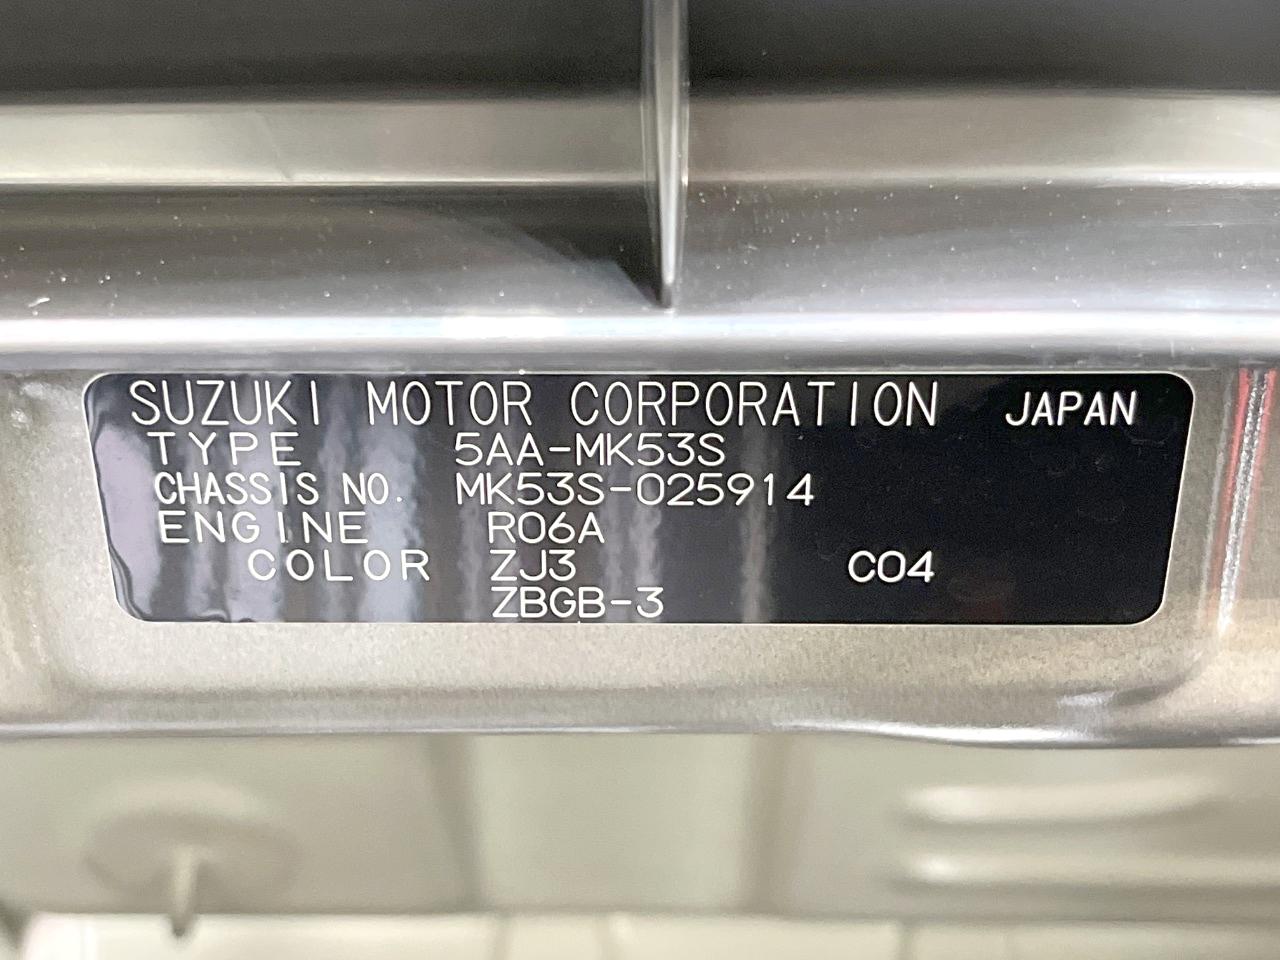 SUZUKI MOTOR CORPORATION JAPAN
TYPE 5AA-MK53S
CHASSIS NO. MK53S-025914
ENGINE R06A
COLOR ZJ3 C04
ZBGB-3